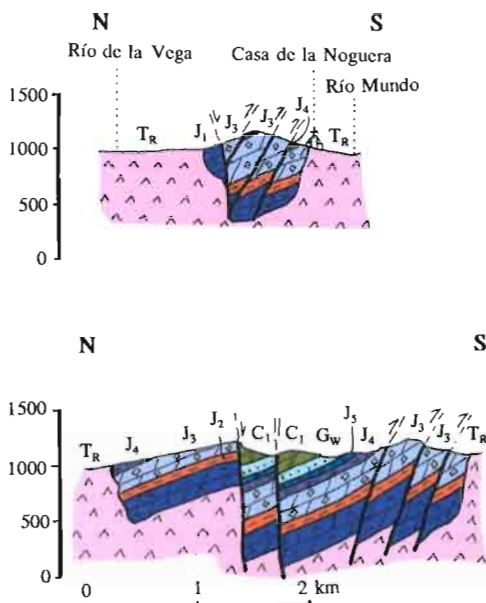 N S
Río de la Vega Casa de la Noguera
Río Mundo
1500
1000
500
0
T_R J_1 J_3 J_3 J_4 T_R
N S
1500
1000
500
0
T_R J_4 J_3 J_2 C_1 C_1 G_W J_5 J_4 J_3 J_3 T_R
0 1 2 km